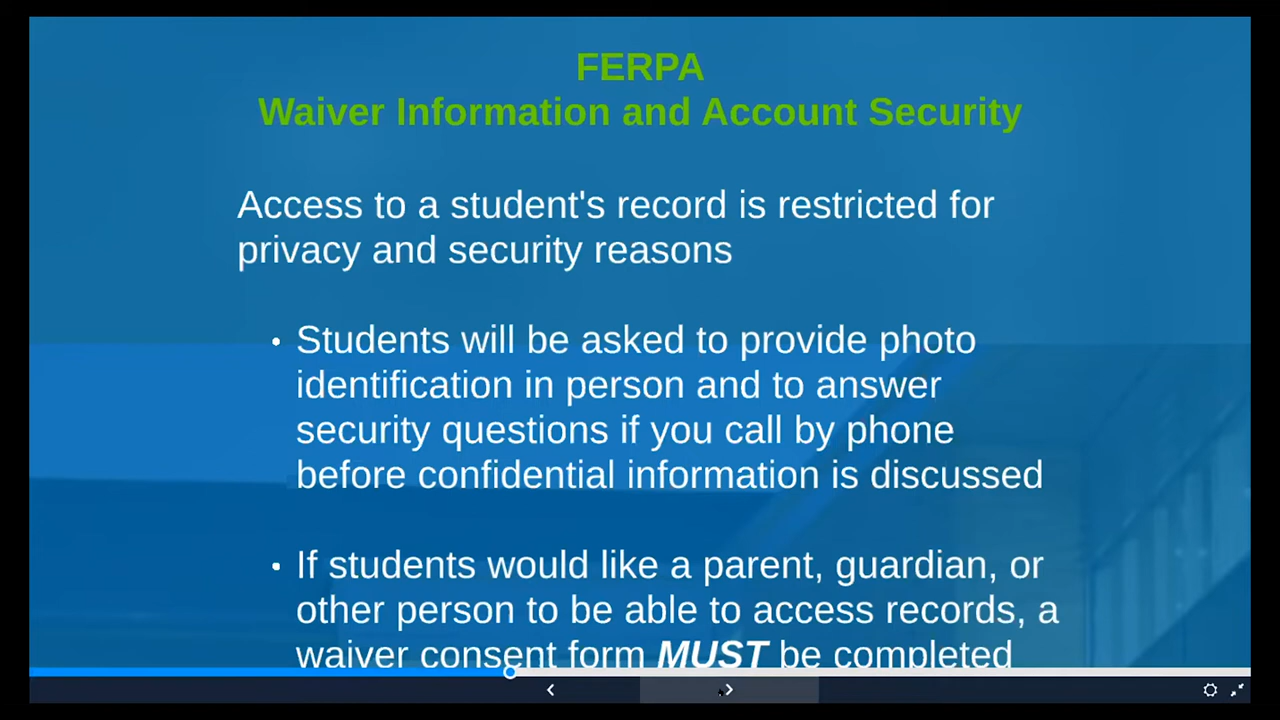 FERPA
Waiver Information and Account Security
Access to a student's record is restricted for
privacy and security reasons
• Students will be asked to provide photo
identification in person and to answer
security questions if you call by phone
before confidential information is discussed
• If students would like a parent, guardian, or
other person to be able to access records, a
waiver consent form MUST be completed